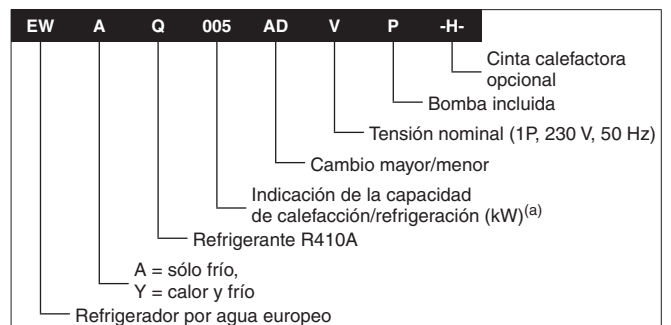 EW A Q 005 AD V P -H-
Cinta calefactora
opcional
Bomba incluida
Tensión nominal (1P, 230 V, 50 Hz)
Cambio mayor/menor
Indicación de la capacidad
de calefacción/refrigeración (kW)(a)
Refrigerante R410A
A = sólo frío,
Y = calor y frío
Refrigerador por agua europeo